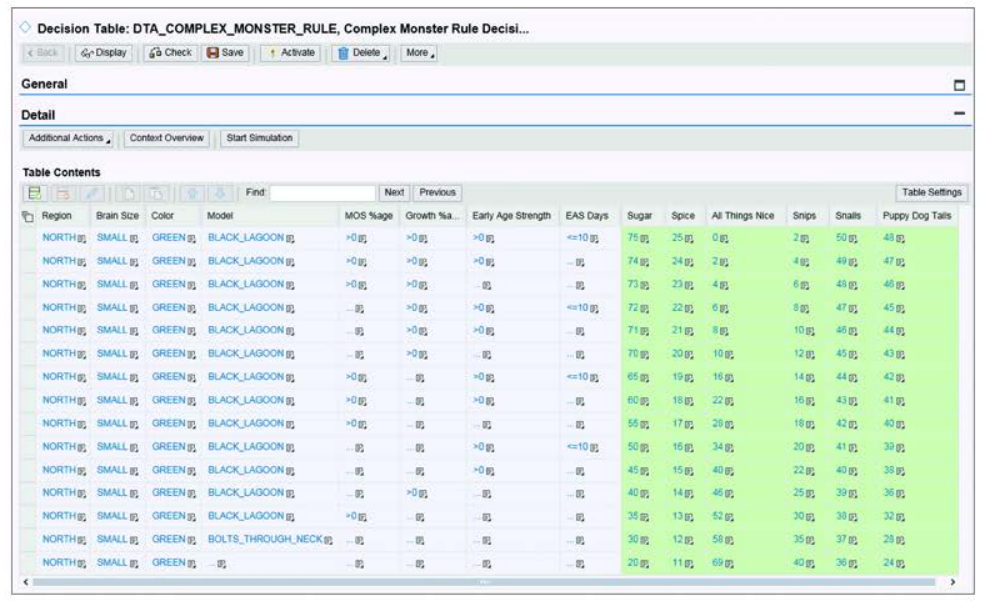 Decision Table: DTA_COMPLEX_MONSTER_RULE, Complex Monster Rule Decisi...
Back Display Check Save Activate Delete More
General
Detail
Additional Actions Context Overview Start Simulation
Table Contents
Find: Next Previous Table Settings
Region Brain Size Color Model MOS %age Growth %a... Early Age Strength EAS Days Sugar Spice All Things Nice Snips Snails Puppy Dog Tails
NORTH SMALL GREEN BLACK_LAGOON >0 >0 >0 <=10 75 25 0 2 50 48
NORTH SMALL GREEN BLACK_LAGOON >0 >0 >0 ... 74 24 2 4 49 47
NORTH SMALL GREEN BLACK_LAGOON >0 >0 ... ... 73 23 4 6 48 46
NORTH SMALL GREEN BLACK_LAGOON ... >0 >0 <=10 72 22 6 8 47 45
NORTH SMALL GREEN BLACK_LAGOON ... >0 >0 ... 71 21 8 10 46 44
NORTH SMALL GREEN BLACK_LAGOON ... >0 ... ... 70 20 10 12 45 43
NORTH SMALL GREEN BLACK_LAGOON >0 ... >0 <=10 65 19 16 14 44 42
NORTH SMALL GREEN BLACK_LAGOON >0 ... >0 ... 60 18 22 16 43 41
NORTH SMALL GREEN BLACK_LAGOON >0 ... ... ... 55 17 28 18 42 40
NORTH SMALL GREEN BLACK_LAGOON ... ... >0 <=10 50 16 34 20 41 39
NORTH SMALL GREEN BLACK_LAGOON ... ... >0 ... 45 15 40 22 40 38
NORTH SMALL GREEN BLACK_LAGOON ... >0 ... ... 40 14 46 25 39 36
NORTH SMALL GREEN BLACK_LAGOON >0 ... ... ... 35 13 52 30 38 32
NORTH SMALL GREEN BOLTS_THROUGH_NECK ... ... ... ... 30 12 58 35 37 28
NORTH SMALL GREEN ... ... ... ... ... 20 11 69 40 36 24